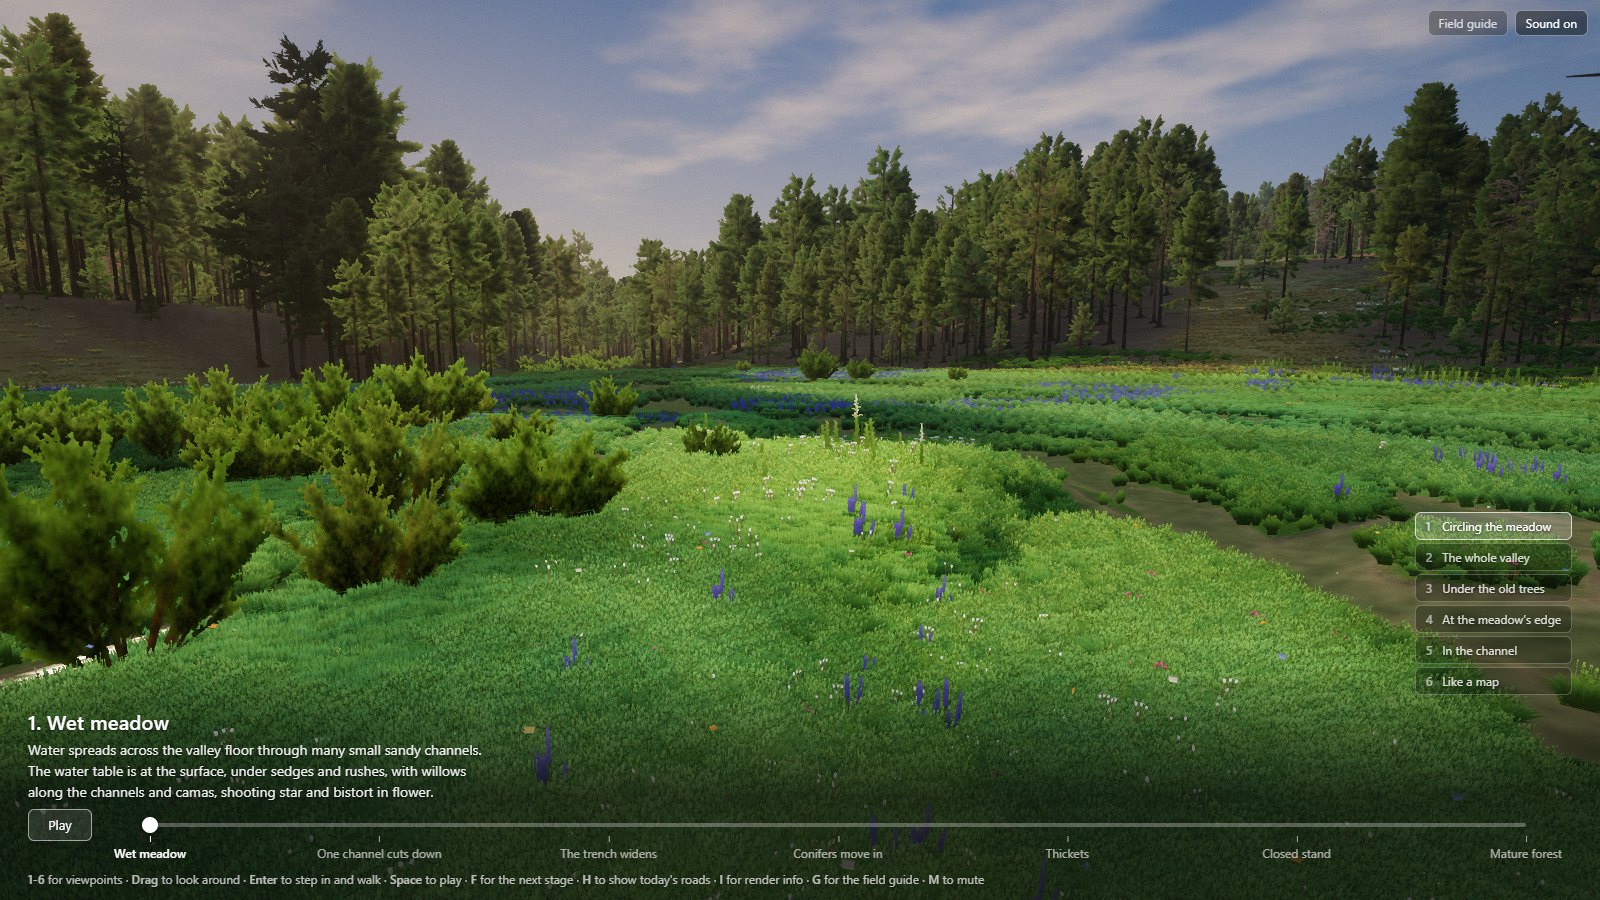 Field guide
Sound on
1 Circling the meadow
2 The whole valley
3 Under the old trees
4 At the meadow's edge
5 In the channel
6 Like a map
1. Wet meadow
Water spreads across the valley floor through many small sandy channels.
The water table is at the surface, under sedges and rushes, with willows
along the channels and camas, shooting star and bistort in flower.
Play
Wet meadow
One channel cuts down
The trench widens
Conifers move in
Thickets
Closed stand
Mature forest
1-6 for viewpoints · Drag to look around · Enter to step in and walk · Space to play · F for the next stage · H to show today's roads · I for render info · G for the field guide · M to mute